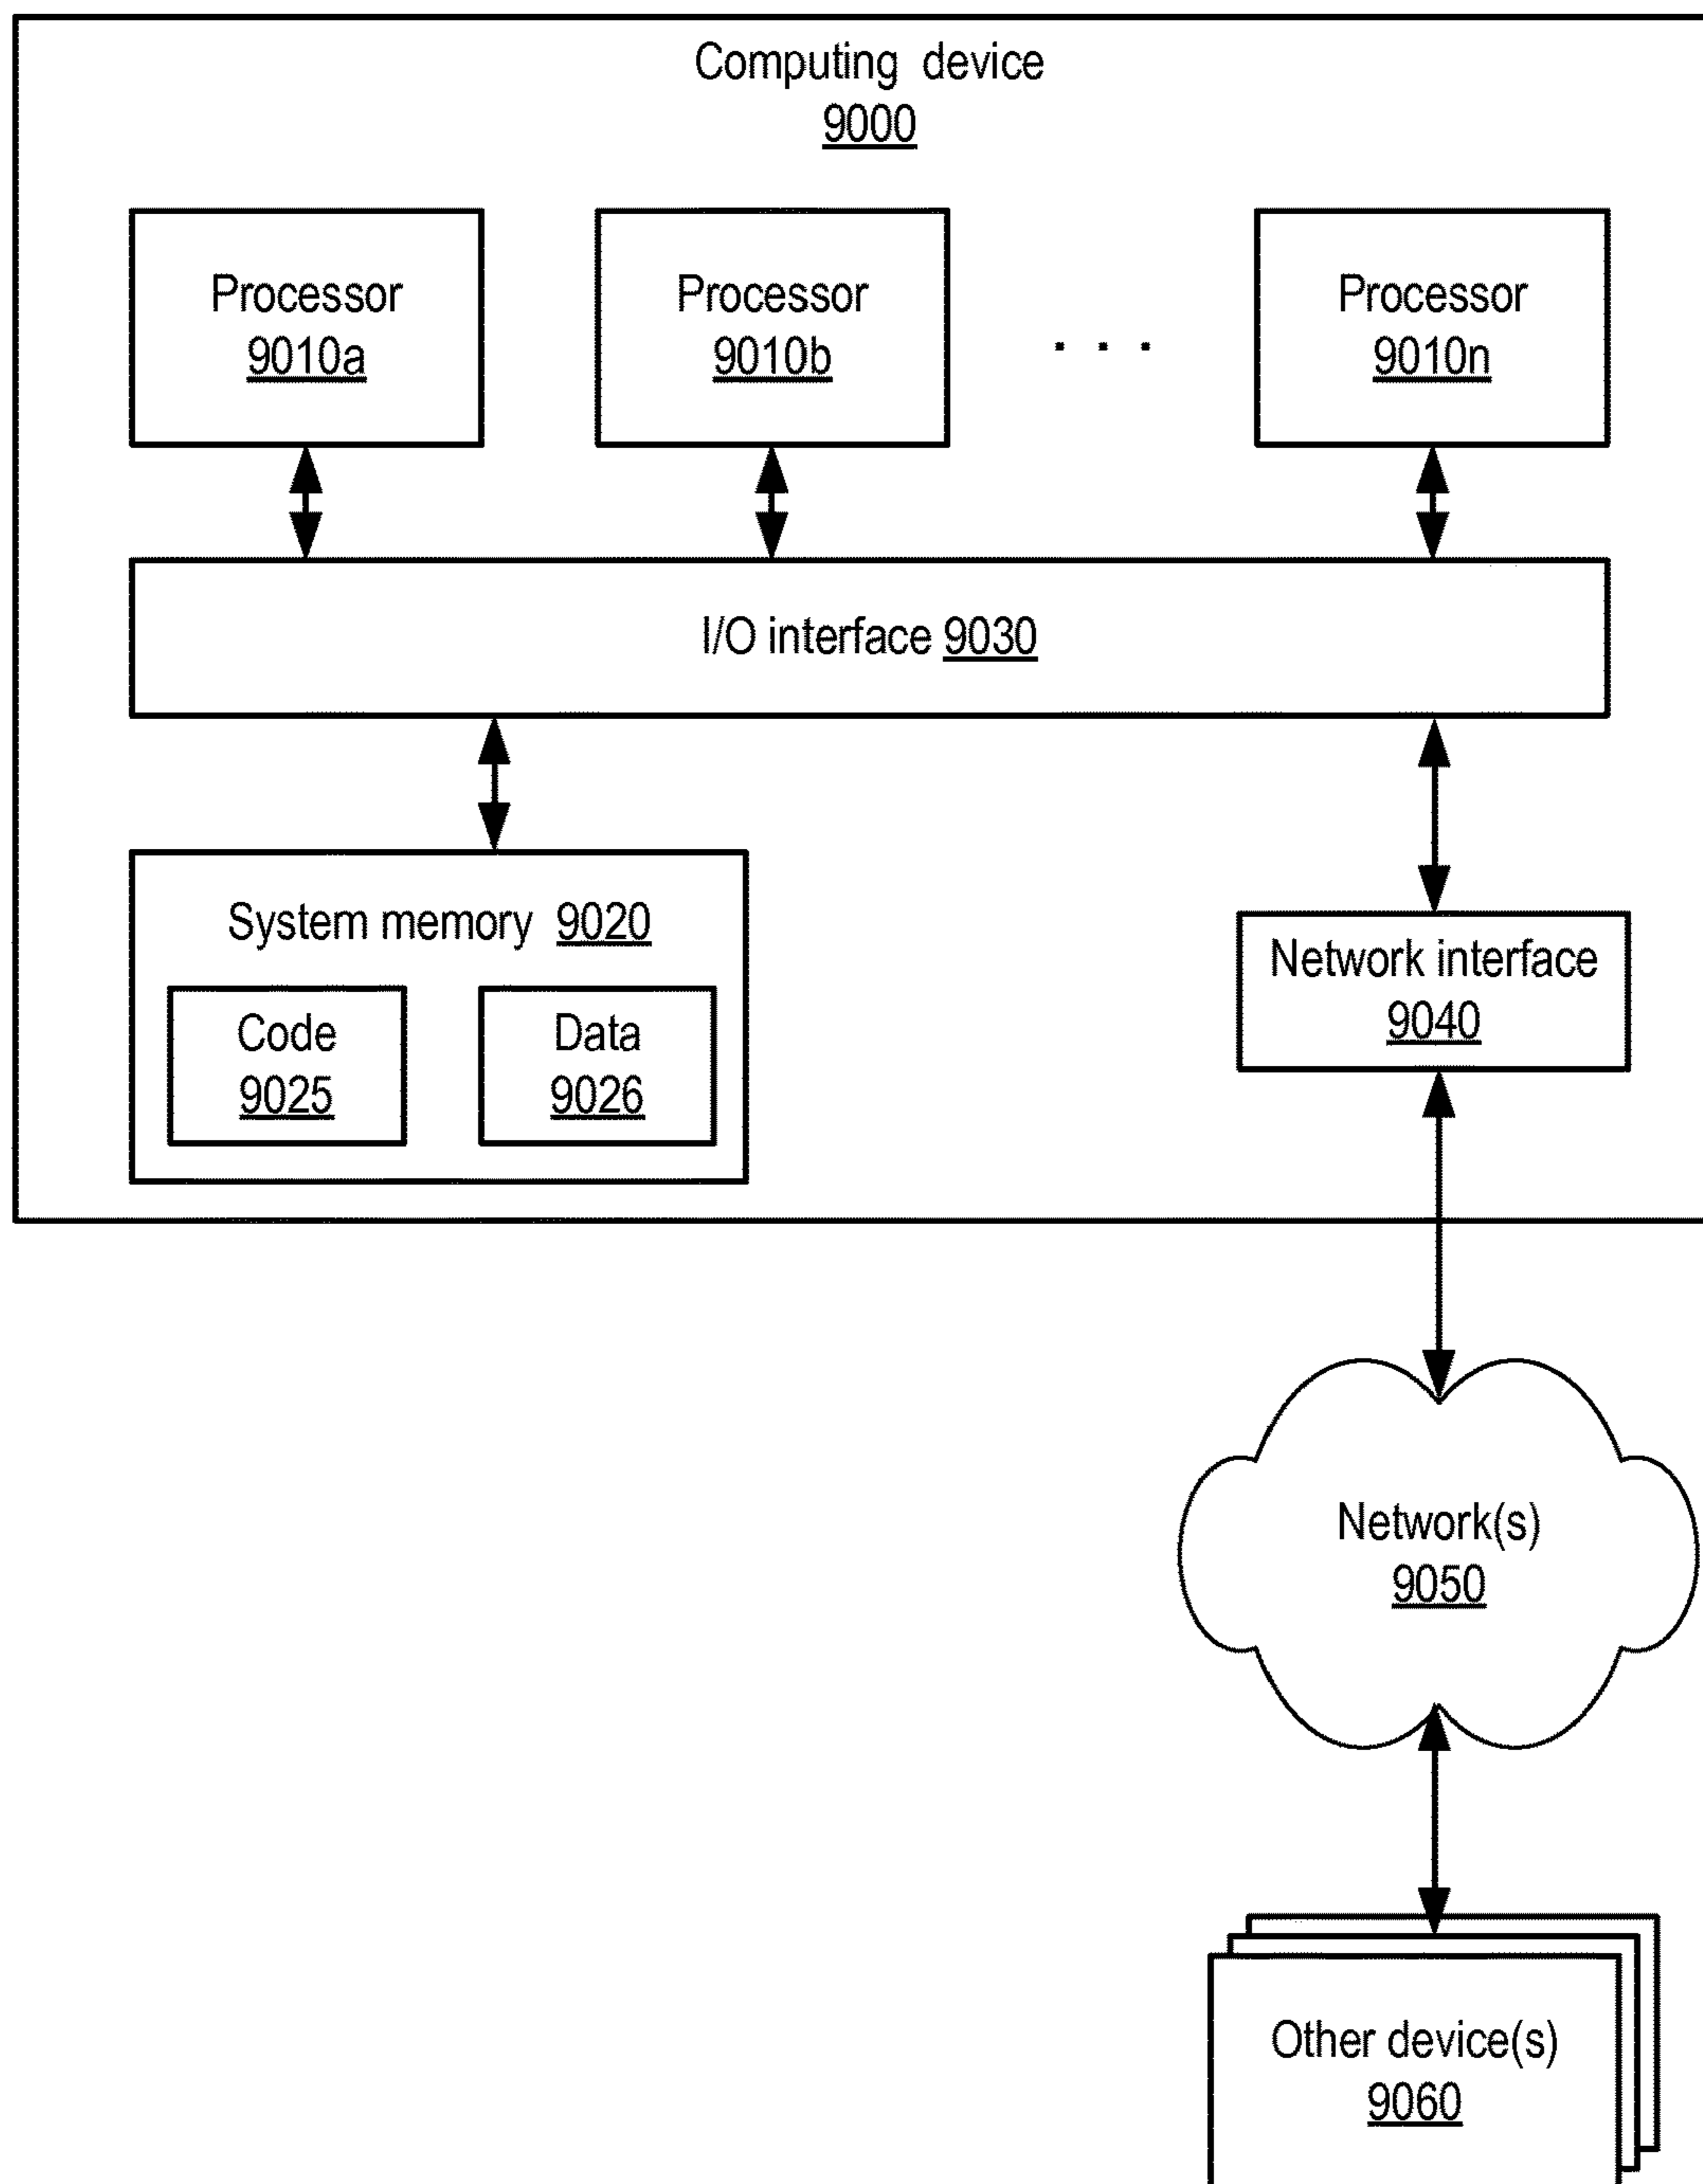 Computing device
9000
Processor
9010a
Processor
9010b
. . .
Processor
9010n
I/O interface 9030
System memory 9020
Code
9025
Data
9026
Network interface
9040
Network(s)
9050
Other device(s)
9060